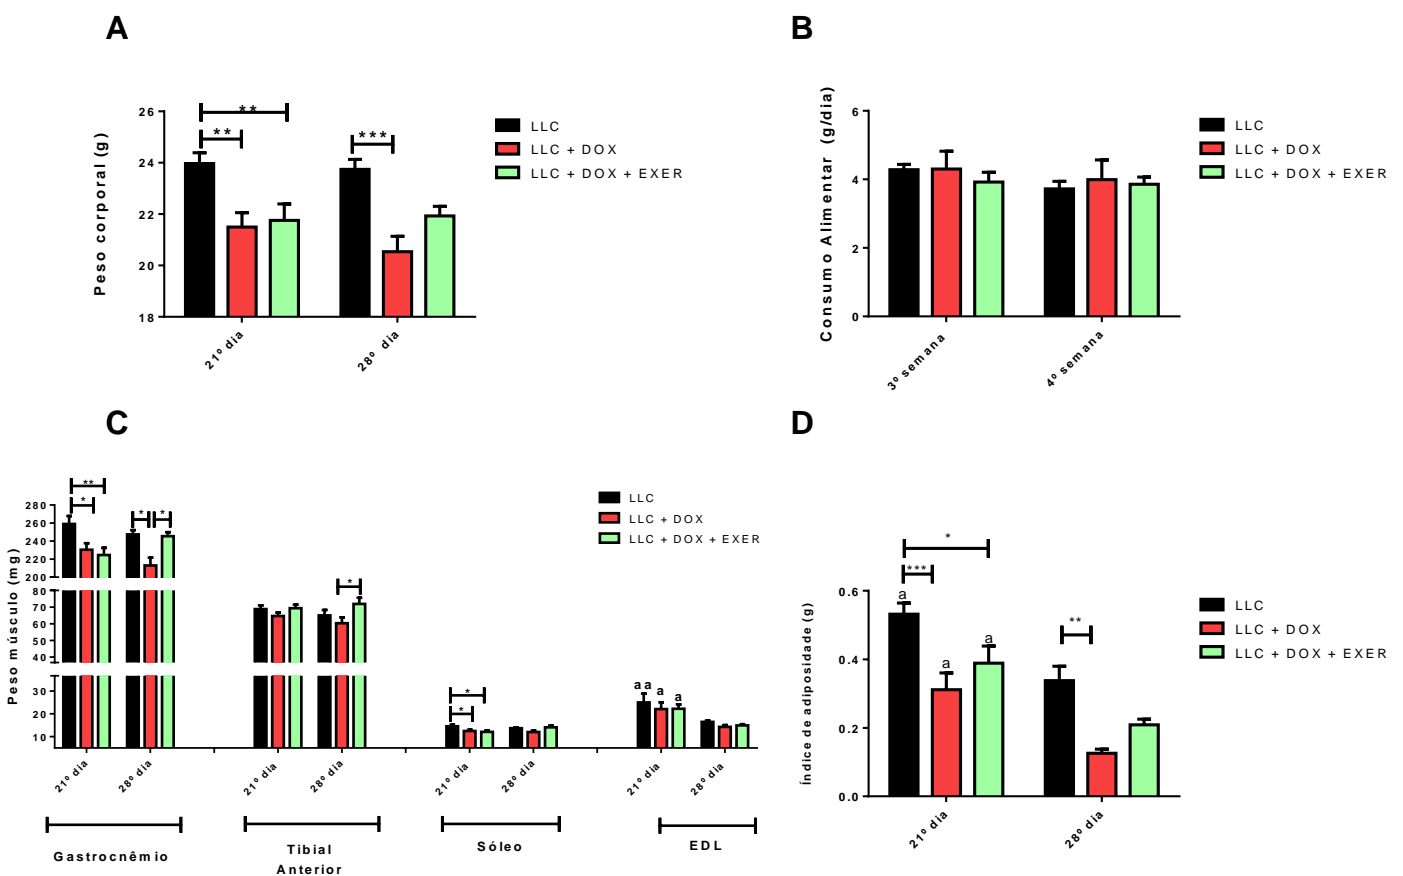 A
26
24
22
20
18
Peso corporal (g)
**
**
***
21º dia
28º dia
LLC
LLC + DOX
LLC + DOX + EXER
B
6
4
2
0
Consumo Alimentar (g/dia)
3º semana
4º semana
LLC
LLC + DOX
LLC + DOX + EXER
C
280
260
240
220
200
80
70
60
50
40
30
20
10
Peso músculo (mg)
**
*
*
*
*
*
*
aa
a
a
21º dia
28º dia
21º dia
28º dia
21º dia
28º dia
21º dia
28º dia
Gastrocnêmio
Tibial
Anterior
Sóleo
EDL
LLC
LLC + DOX
LLC + DOX + EXER
D
0.6
0.4
0.2
0.0
Índice de adiposidade (g)
*
***
a
a
a
**
21º dia
28º dia
LLC
LLC + DOX
LLC + DOX + EXER